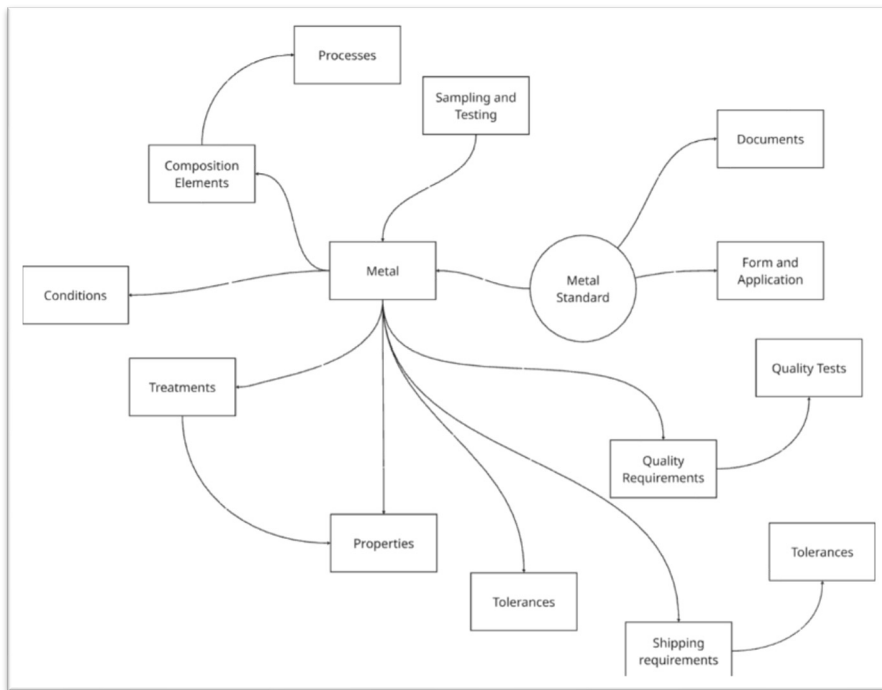 Processes
Sampling and
Testing
Documents
Composition
Elements
Metal
Form and
Application
Metal
Standard
Conditions
Treatments
Quality Tests
Quality
Requirements
Properties
Tolerances
Tolerances
Shipping
requirements